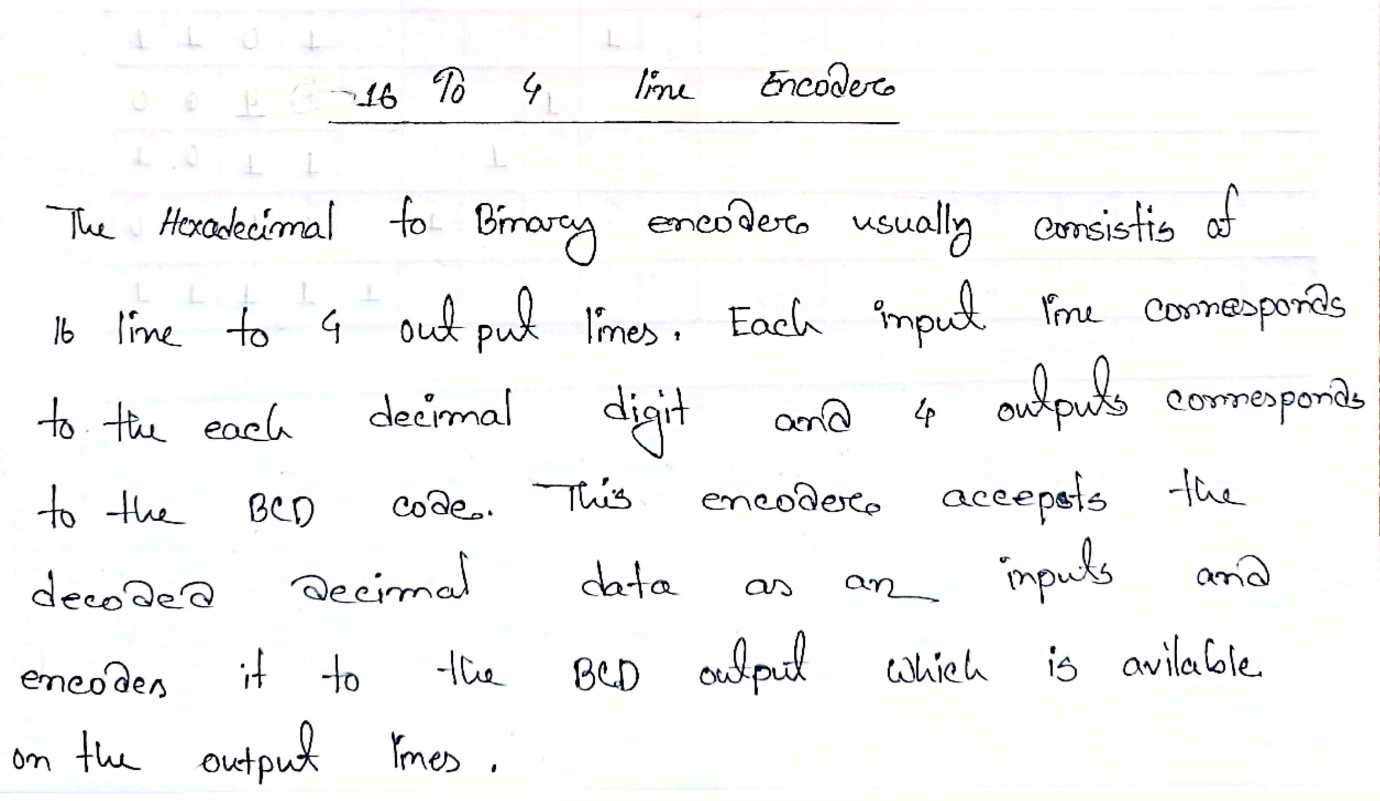 16 To 4 line Encoder
The Hexadecimal to Binary encoder usually consistis of
16 line to 4 out put lines. Each input line corresponds
to the each decimal digit and 4 outputs corresponds
to the BCD code. This encoder accepets the
decoded decimal data as an inputs and
encodes it to the BCD output which is avilable
on the output lines.